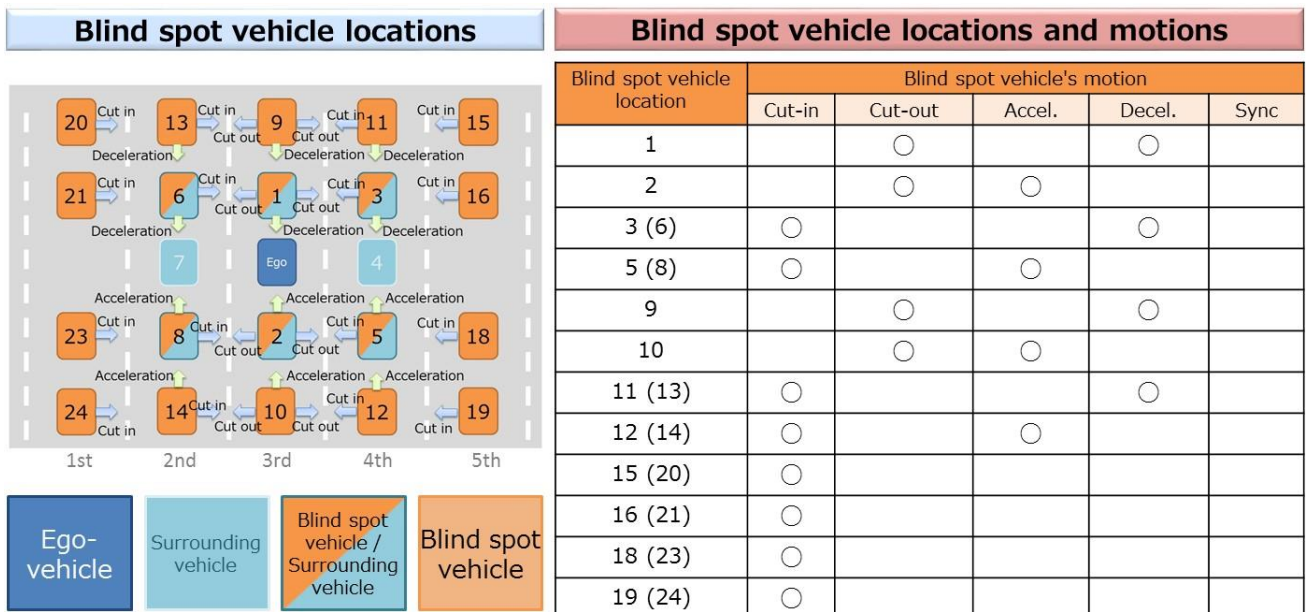 Blind spot vehicle locations
20 Cut in 13 Cut in 9 Cut in 11 Cut in 15
Cut out Cut out
Deceleration Deceleration Deceleration
21 Cut in 6 Cut in 1 Cut in 3 Cut in 16
Cut out Cut out
Deceleration Deceleration Deceleration
7 Ego 4
Acceleration Acceleration Acceleration
23 Cut in 8 Cut in 2 Cut in 5 Cut in 18
Cut out Cut out
Acceleration Acceleration Acceleration
24 14 Cut in 10 Cut in 12 19
Cut in Cut out Cut out Cut in
1st 2nd 3rd 4th 5th
Ego-
vehicle
Surrounding
vehicle
Blind spot
vehicle /
Surrounding
vehicle
Blind spot
vehicle
Blind spot vehicle locations and motions
Blind spot vehicle
location
Blind spot vehicle's motion
Cut-in Cut-out Accel. Decel. Sync
1 ○ ○
2 ○ ○
3 (6) ○ ○
5 (8) ○ ○
9 ○ ○
10 ○ ○
11 (13) ○ ○
12 (14) ○ ○
15 (20) ○
16 (21) ○
18 (23) ○
19 (24) ○